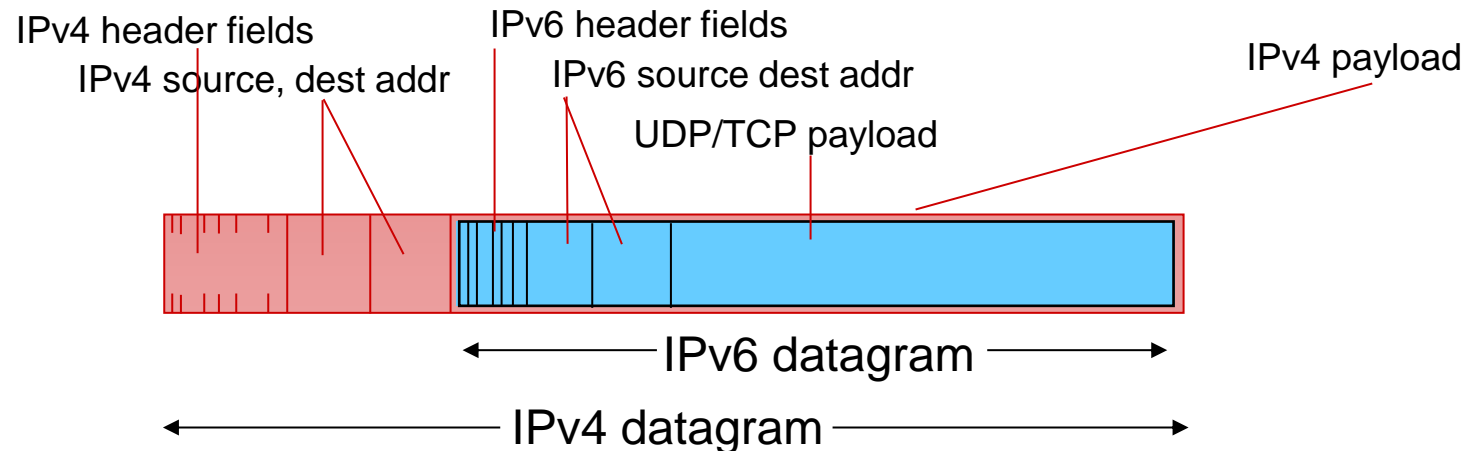 IPv4 header fields
IPv6 header fields
IPv4 payload
IPv4 source, dest addr
IPv6 source dest addr
UDP/TCP payload
IPv6 datagram
IPv4 datagram